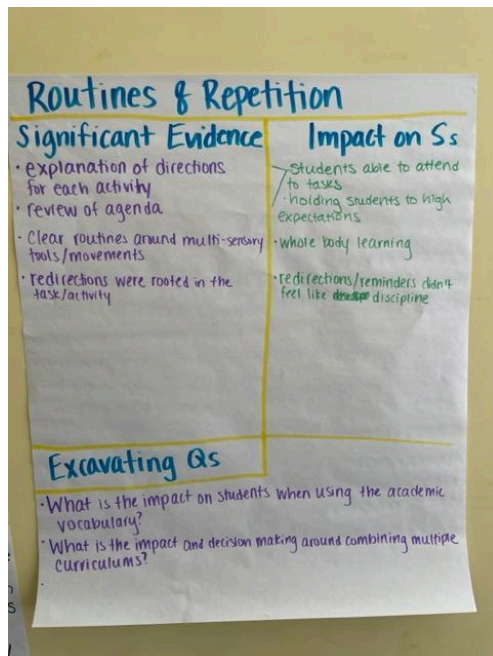 Routines & Repetition
Significant Evidence
• explanation of directions
for each activity
• review of agenda
• Clear routines around multi-sensory
tools/movements
• redirections were rooted in the
task/activity
Impact on Ss
Students able to attend
to tasks
• holding students to high
expectations
• whole body learning
• redirections/reminders didn't
feel like discipline
Excavating Qs
• What is the impact on students when using the academic
vocabulary?
• What is the impact and decision making around combining multiple
curriculums?
•